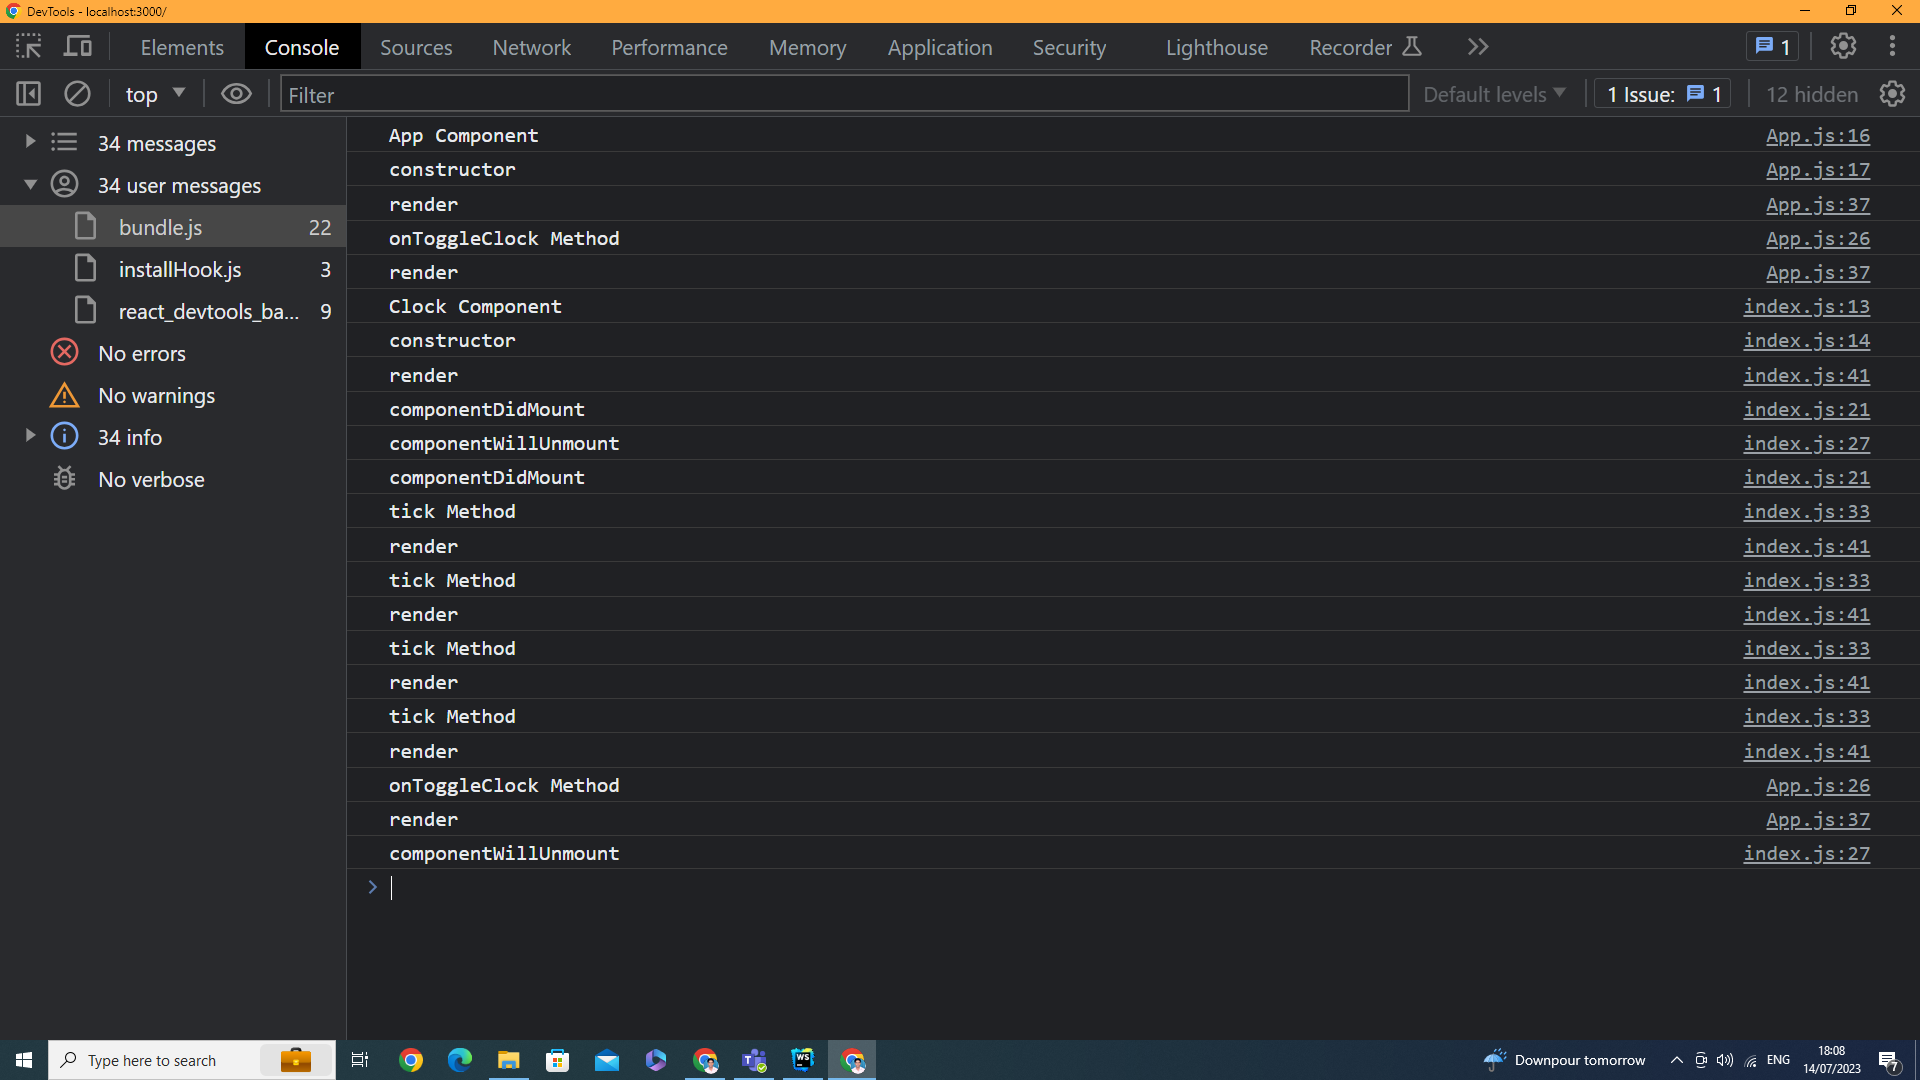 DevTools - localhost:3000/
Elements
Console
Sources
Network
Performance
Memory
Application
Security
Lighthouse
Recorder
1
top
Filter
Default levels
1 Issue: 1
12 hidden
34 messages
34 user messages
bundle.js 22
installHook.js 3
react_devtools_ba... 9
No errors
No warnings
34 info
No verbose
App Component App.js:16
constructor App.js:17
render App.js:37
onToggleClock Method App.js:26
render App.js:37
Clock Component index.js:13
constructor index.js:14
render index.js:41
componentDidMount index.js:21
componentWillUnmount index.js:27
componentDidMount index.js:21
tick Method index.js:33
render index.js:41
tick Method index.js:33
render index.js:41
tick Method index.js:33
render index.js:41
tick Method index.js:33
render index.js:41
onToggleClock Method App.js:26
render App.js:37
componentWillUnmount index.js:27
Type here to search
WS
Downpour tomorrow
ENG
18:08
14/07/2023
7